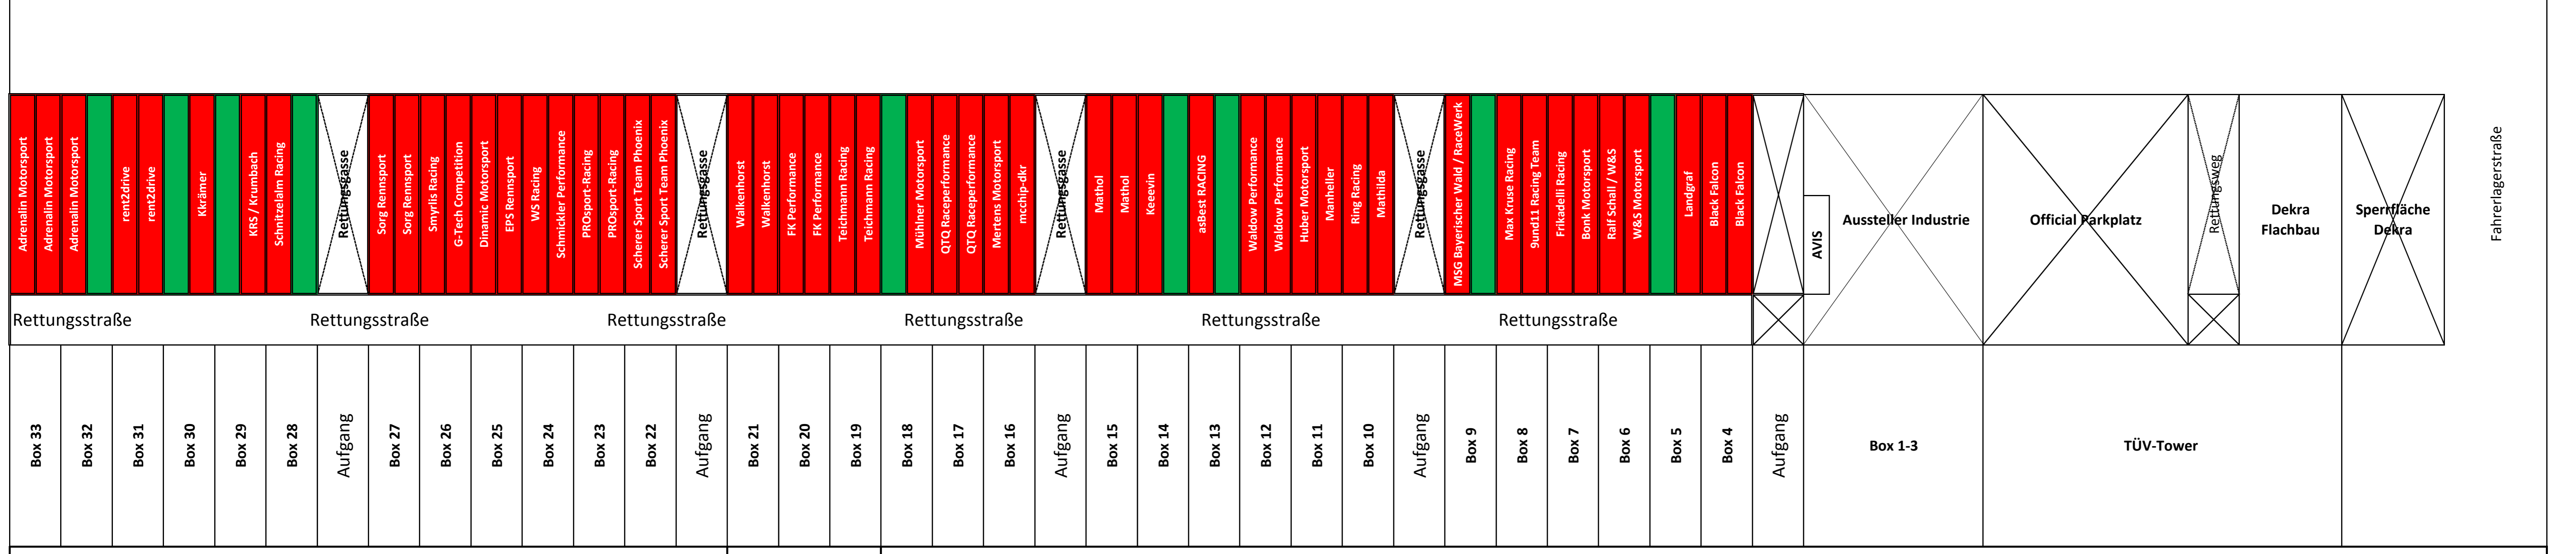 Adrenalin Motorsport
Adrenalin Motorsport
Adrenalin Motorsport
rent2drive
rent2drive
Kkrämer
KRS / Krumbach
Schnitzelalm Racing
Rettungsgasse
Sorg Rennsport
Sorg Rennsport
Smyrlis Racing
G-Tech Competition
Dinamic Motorsport
EPS Rennsport
WS Racing
Schmickler Performance
PROsport-Racing
PROsport-Racing
Scherer Sport Team Phoenix
Scherer Sport Team Phoenix
Rettungsgasse
Walkenhorst
Walkenhorst
FK Performance
FK Performance
Teichmann Racing
Teichmann Racing
Mühlner Motorsport
QTQ Raceperformance
QTQ Raceperformance
Mertens Motorsport
mcchip-dkr
Rettungsgasse
Mathol
Mathol
Keeevin
asBest RACING
Waldow Performance
Waldow Performance
Huber Motorsport
Manheller
Ring Racing
Mathilda
Rettungsgasse
MSG Bayerischer Wald / RaceWerk
Max Kruse Racing
9und11 Racing Team
Frikadelli Racing
Bonk Motorsport
Ralf Schall / W&S
W&S Motorsport
Landgraf
Black Falcon
Black Falcon
AVIS
Aussteller Industrie
Official Parkplatz
Rettungsweg
Dekra
Flachbau
Sperrfläche
Dekra
Fahrerlagerstraße
Rettungsstraße
Rettungsstraße
Rettungsstraße
Rettungsstraße
Rettungsstraße
Rettungsstraße
Box 33
Box 32
Box 31
Box 30
Box 29
Box 28
Aufgang
Box 27
Box 26
Box 25
Box 24
Box 23
Box 22
Aufgang
Box 21
Box 20
Box 19
Box 18
Box 17
Box 16
Aufgang
Box 15
Box 14
Box 13
Box 12
Box 11
Box 10
Aufgang
Box 9
Box 8
Box 7
Box 6
Box 5
Box 4
Aufgang
Box 1-3
TÜV-Tower